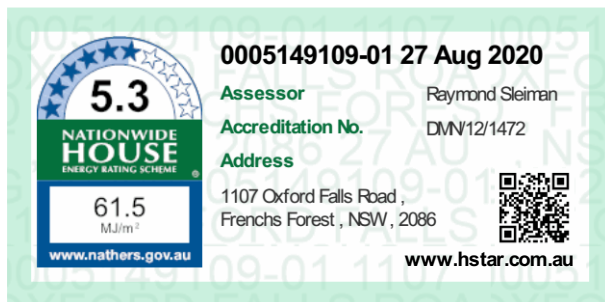 0005149109-01 27 Aug 2020
5.3
Assessor Raymond Sleiman
NATIONWIDE
HOUSE
ENERGY RATING SCHEME ®
Accreditation No. DMN/12/1472
Address
61.5
MJ/m²
1107 Oxford Falls Road ,
Frenchs Forest , NSW , 2086
www.nathers.gov.au
www.hstar.com.au